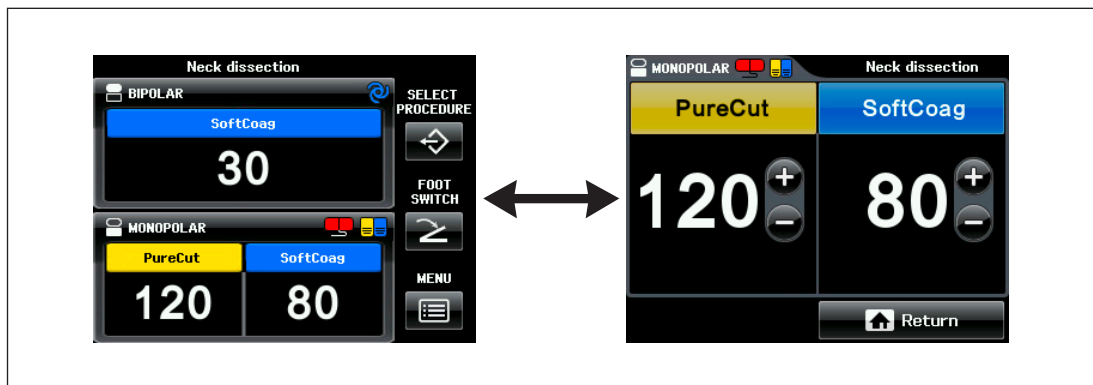 Neck dissection
BIPOLAR
SoftCoag
30
MONOPOLAR
PureCut
SoftCoag
120
80
SELECT
PROCEDURE
FOOT
SWITCH
MENU
MONOPOLAR
Neck dissection
PureCut
SoftCoag
120
+
−
80
+
−
Return